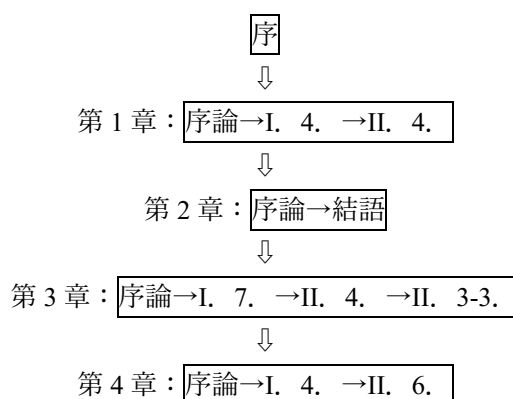 序
⇩
第1章：序論→I. 4. →II. 4.
⇩
第2章：序論→結語
⇩
第3章：序論→I. 7. →II. 4. →II. 3-3.
⇩
第4章：序論→I. 4. →II. 6.